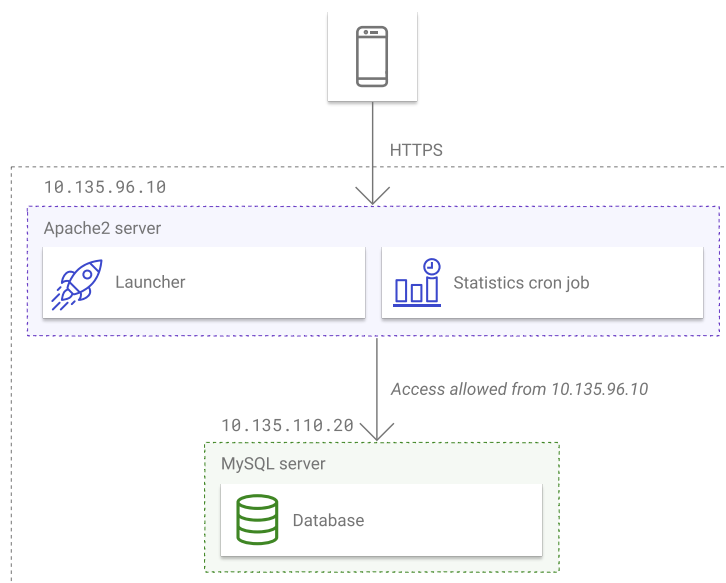 HTTPS
10.135.96.10
Apache2 server
Launcher
Statistics cron job
Access allowed from 10.135.96.10
10.135.110.20
MySQL server
Database